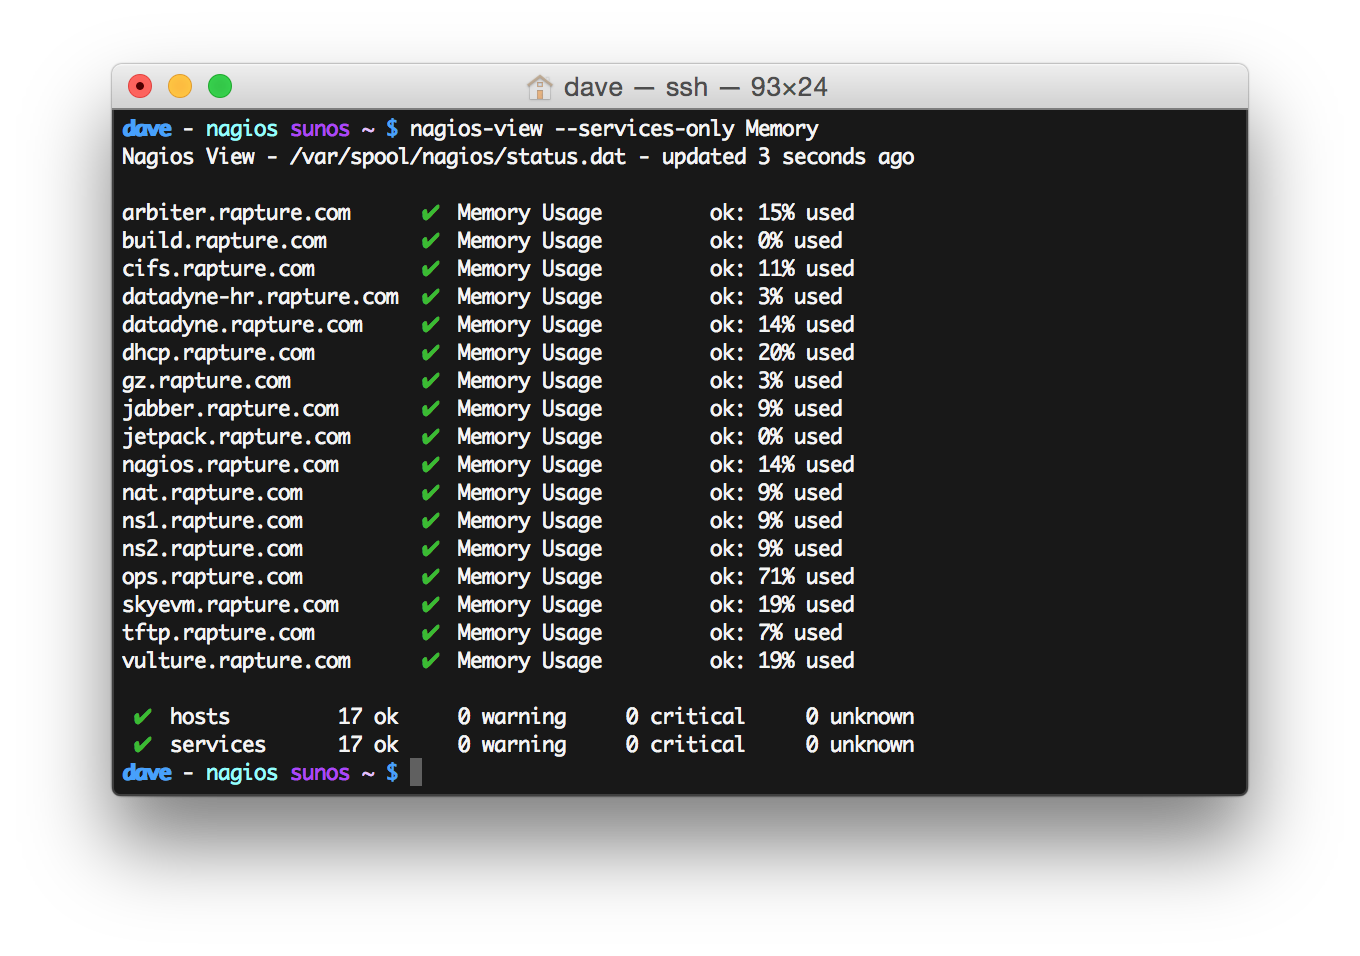 dave — ssh — 93×24
dave - nagios sunos ~ $ nagios-view --services-only Memory
Nagios View - /var/spool/nagios/status.dat - updated 3 seconds ago
arbiter.rapture.com ✔ Memory Usage ok: 15% used
build.rapture.com ✔ Memory Usage ok: 0% used
cifs.rapture.com ✔ Memory Usage ok: 11% used
datadyne-hr.rapture.com ✔ Memory Usage ok: 3% used
datadyne.rapture.com ✔ Memory Usage ok: 14% used
dhcp.rapture.com ✔ Memory Usage ok: 20% used
gz.rapture.com ✔ Memory Usage ok: 3% used
jabber.rapture.com ✔ Memory Usage ok: 9% used
jetpack.rapture.com ✔ Memory Usage ok: 0% used
nagios.rapture.com ✔ Memory Usage ok: 14% used
nat.rapture.com ✔ Memory Usage ok: 9% used
ns1.rapture.com ✔ Memory Usage ok: 9% used
ns2.rapture.com ✔ Memory Usage ok: 9% used
ops.rapture.com ✔ Memory Usage ok: 71% used
skyevm.rapture.com ✔ Memory Usage ok: 19% used
tftp.rapture.com ✔ Memory Usage ok: 7% used
vulture.rapture.com ✔ Memory Usage ok: 19% used
✔ hosts 17 ok 0 warning 0 critical 0 unknown
✔ services 17 ok 0 warning 0 critical 0 unknown
dave - nagios sunos ~ $